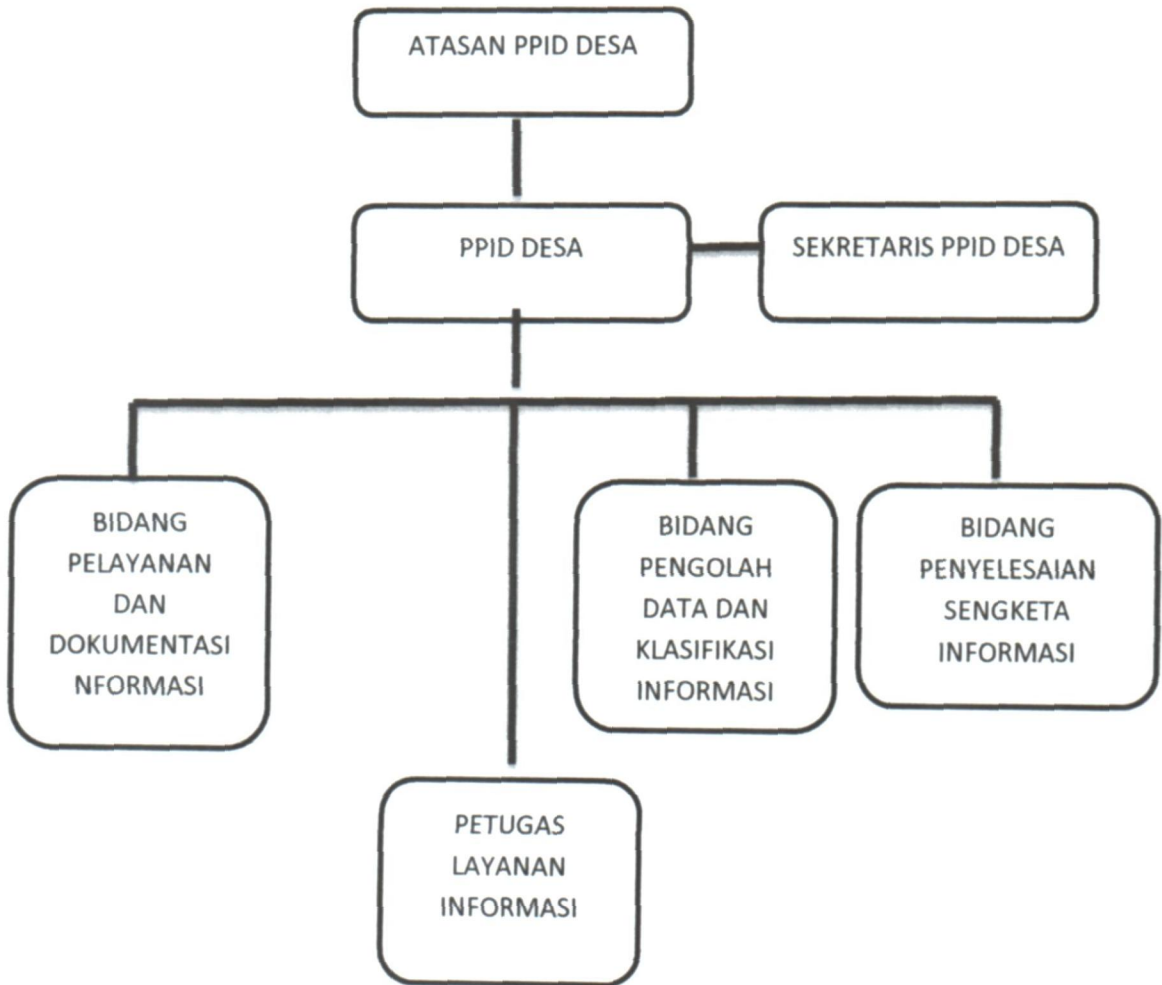 ATASAN PPID DESA
PPID DESA
SEKRETARIS PPID DESA
BIDANG
PELAYANAN
DAN
DOKUMENTASI
NFORMASI
BIDANG
PENGOLAH
DATA DAN
KLASIFIKASI
INFORMASI
BIDANG
PENYELESAIAN
SENGKETA
INFORMASI
PETUGAS
LAYANAN
INFORMASI